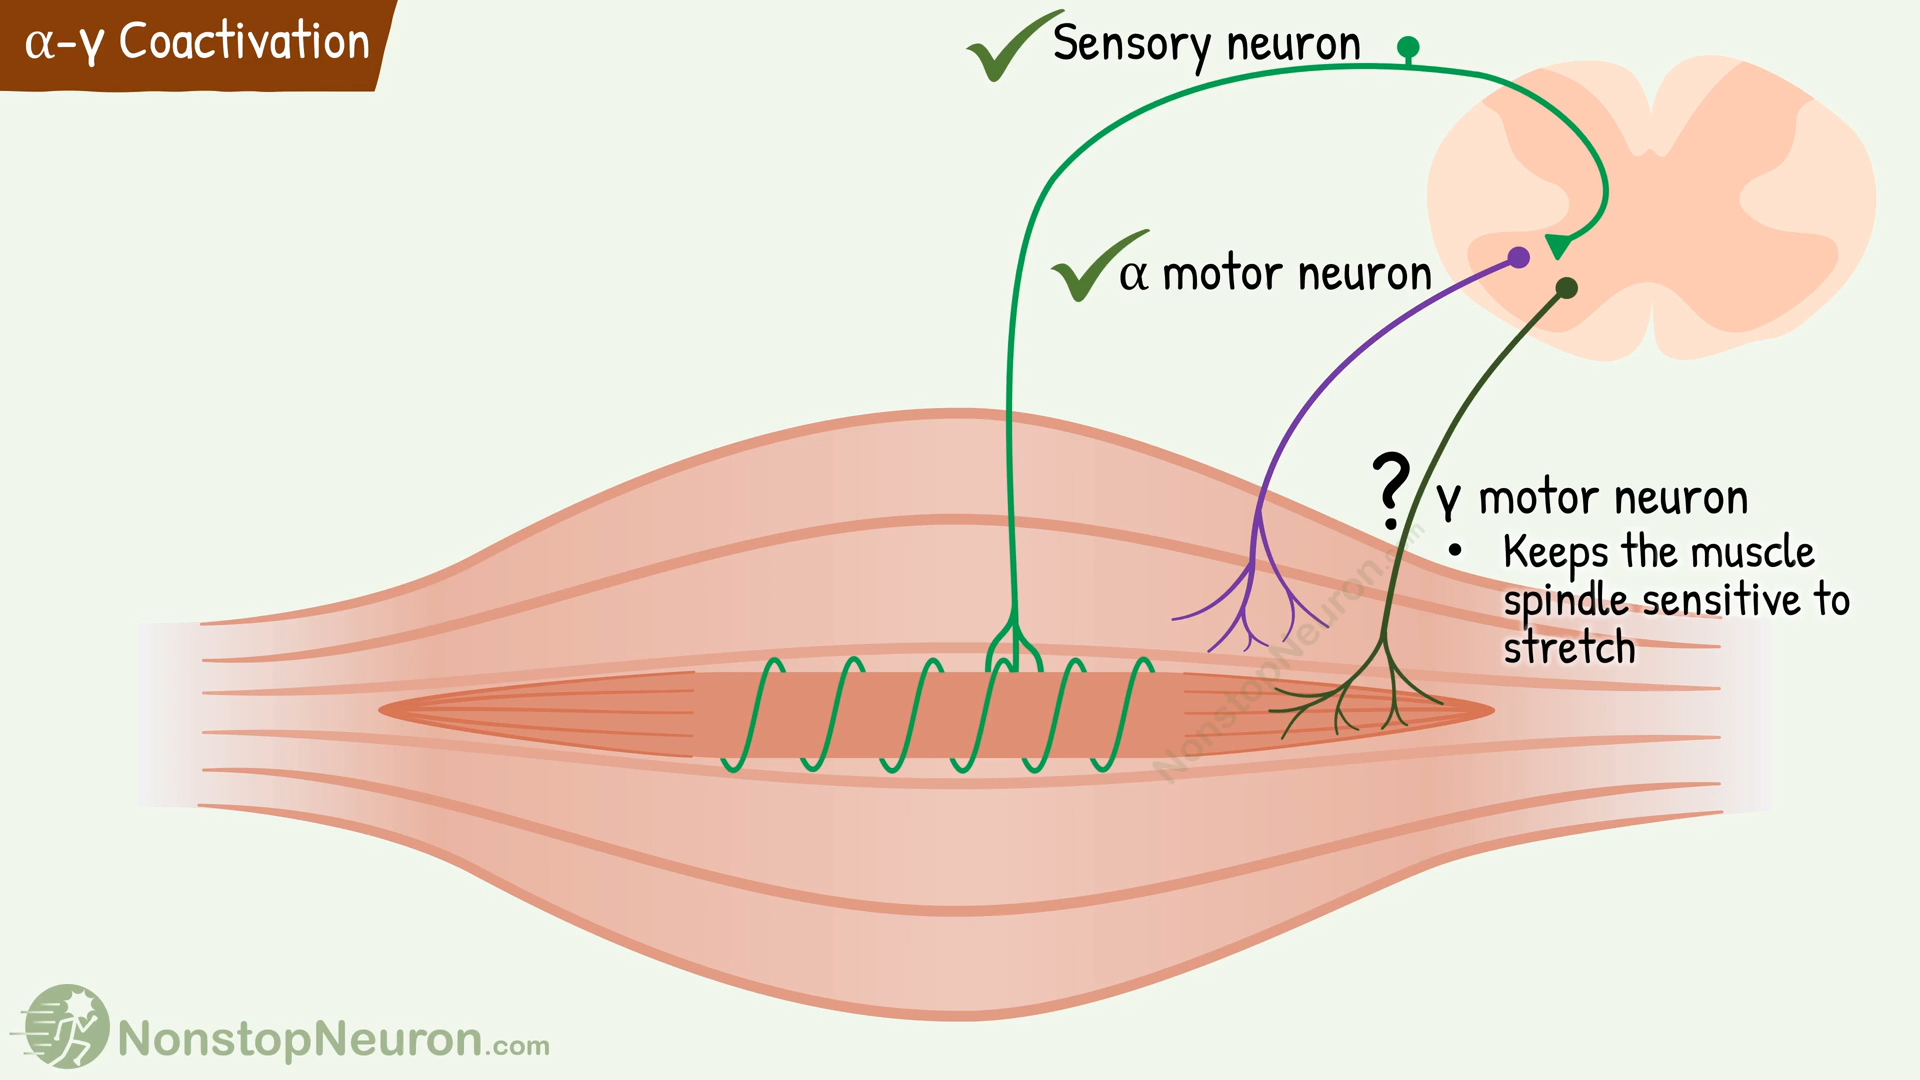 α-γ Coactivation
Sensory neuron
α motor neuron
?
γ motor neuron
• Keeps the muscle
spindle sensitive to
stretch
NonstopNeuron.com
NonstopNeuron.com